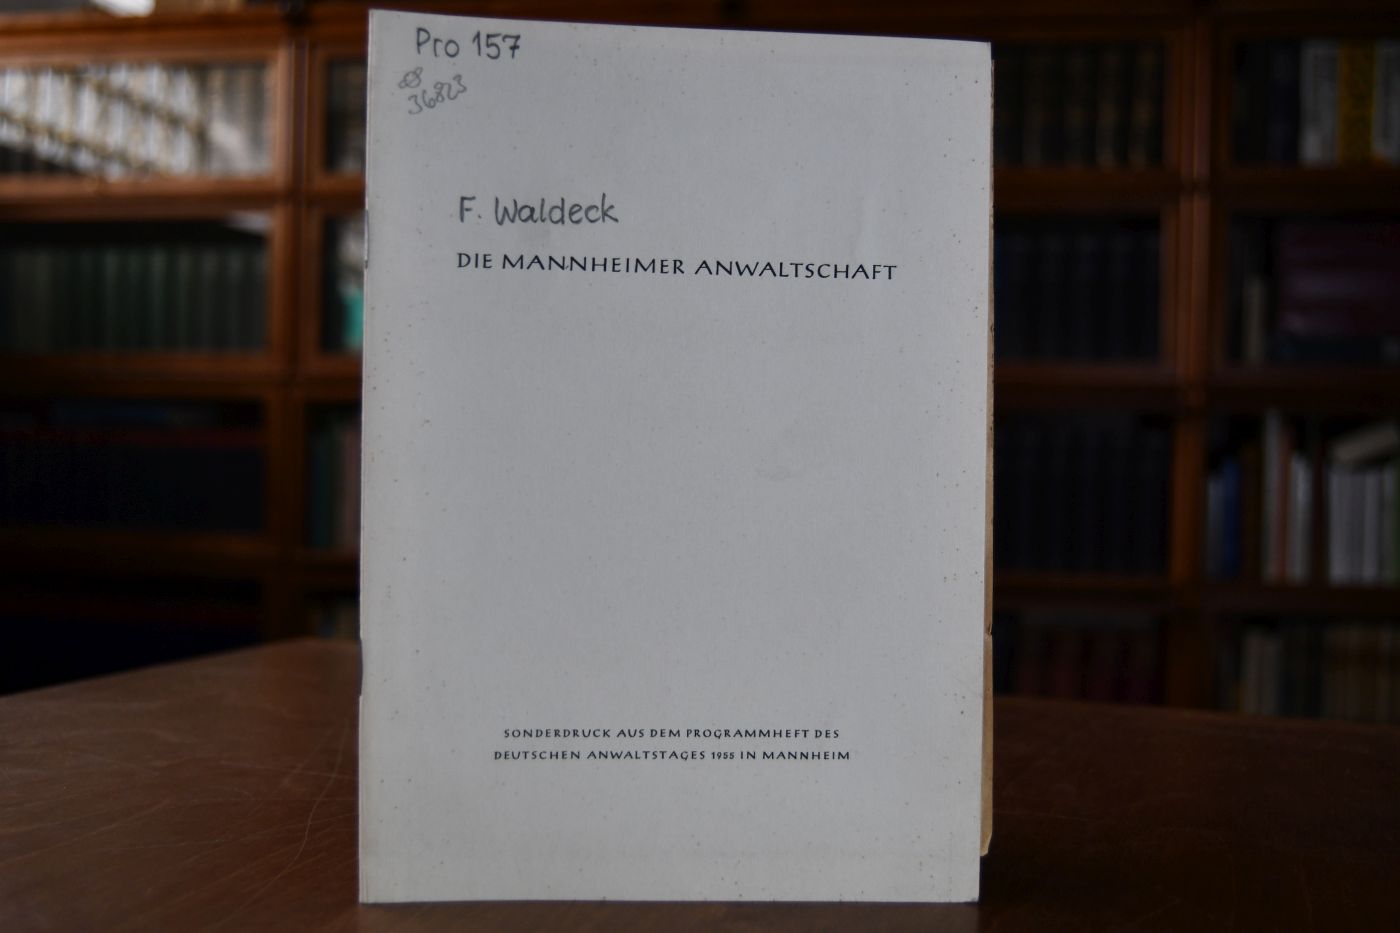 Pro 157
36823
F. Waldeck
DIE MANNHEIMER ANWALTSCHAFT
SONDERDRUCK AUS DEM PROGRAMMHEFT DES
DEUTSCHEN ANWALTSTAGES 1955 IN MANNHEIM